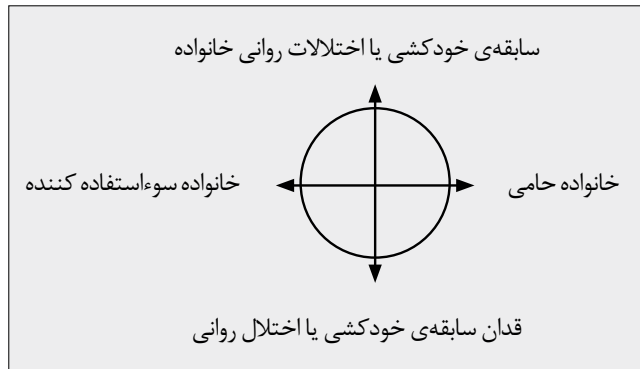 سابقه‌ی خودکشی یا اختلالات روانی خانواده
خانواده حامی
خانواده سوءاستفاده کننده
قدان سابقه‌ی خودکشی یا اختلال روانی